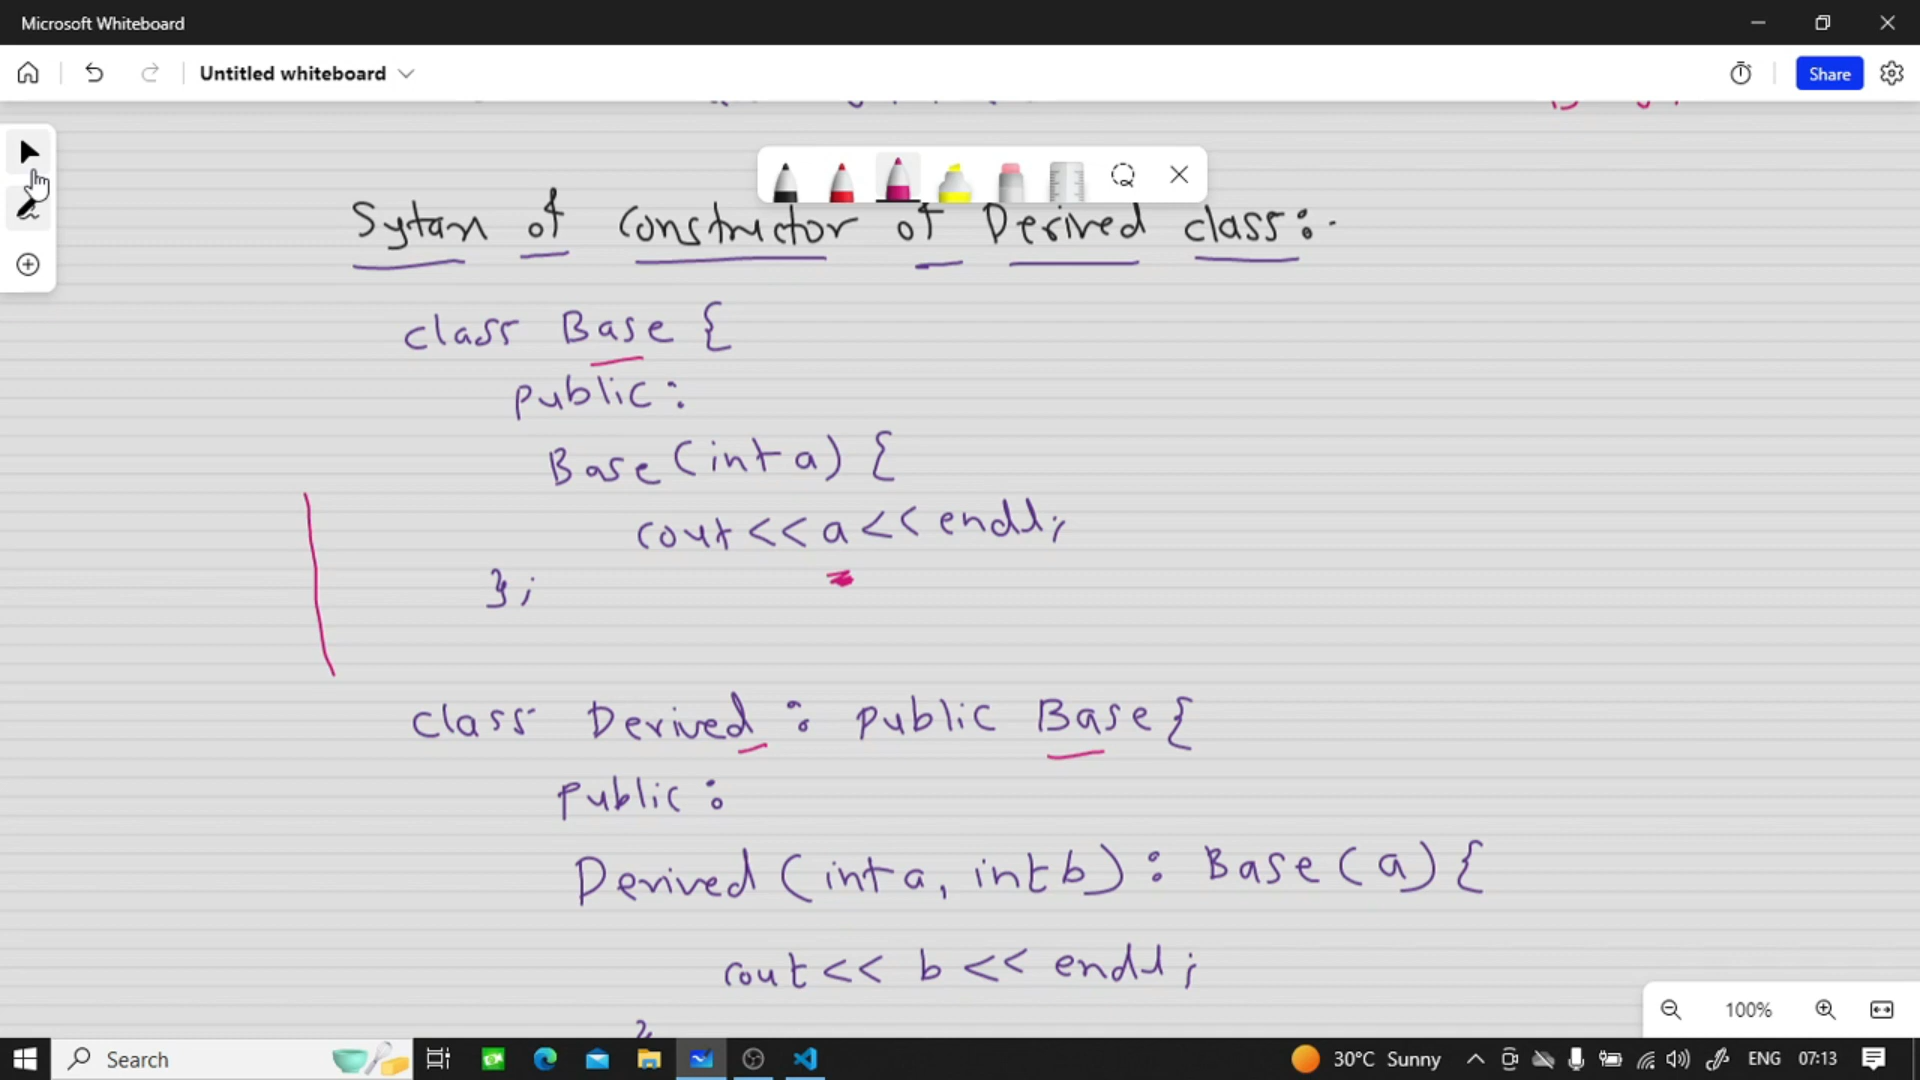 Microsoft Whiteboard
Untitled whiteboard
Share
Sytax of Constructor of Derived class:-
class Base {
public:
Base(int a) {
cout<<a<<endl;
};
class Derived : public Base{
public:
Derived (int a, int b) : Base(a) {
cout<< b << endl;
}
100%
Search
30°C Sunny
ENG
07:13